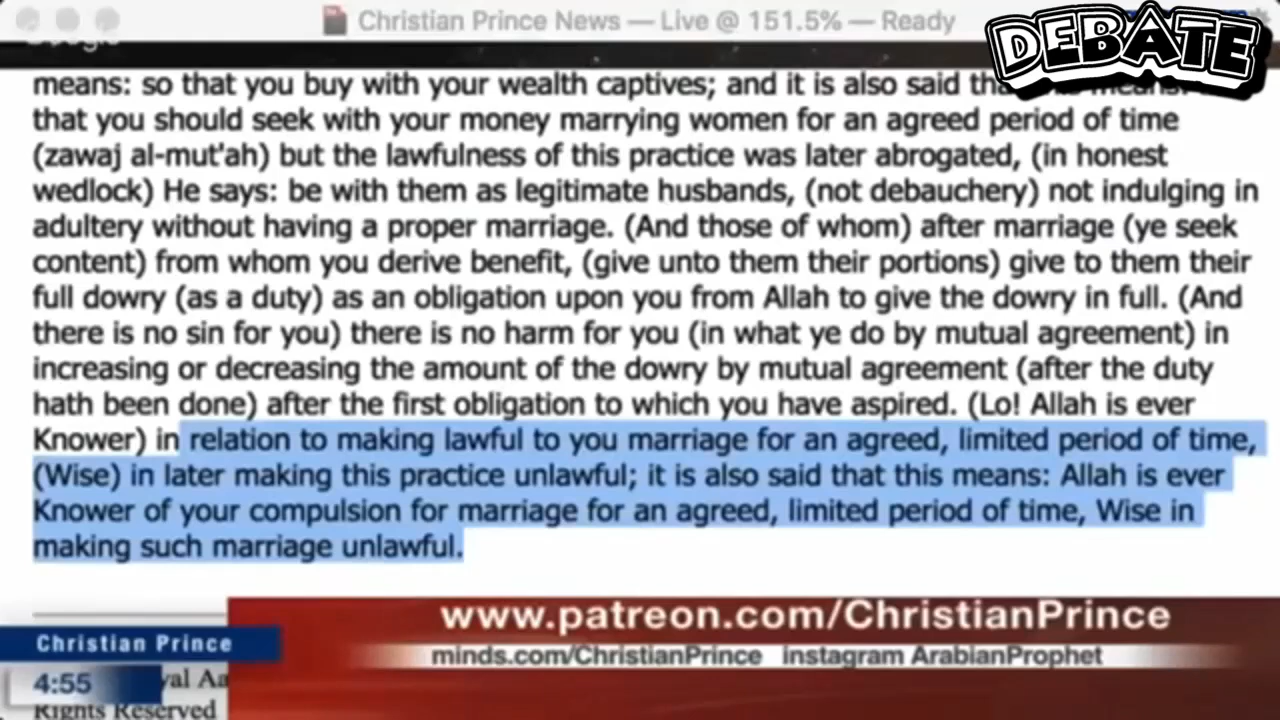 Christian Prince News — Live @ 151.5% — Ready
DEBATE
means: so that you buy with your wealth captives; and it is also said
that you should seek with your money marrying women for an agreed period of time
(zawaj al-mut'ah) but the lawfulness of this practice was later abrogated, (in honest
wedlock) He says: be with them as legitimate husbands, (not debauchery) not indulging in
adultery without having a proper marriage. (And those of whom) after marriage (ye seek
content) from whom you derive benefit, (give unto them their portions) give to them their
full dowry (as a duty) as an obligation upon you from Allah to give the dowry in full. (And
there is no sin for you) there is no harm for you (in what ye do by mutual agreement) in
increasing or decreasing the amount of the dowry by mutual agreement (after the duty
hath been done) after the first obligation to which you have aspired. (Lo! Allah is ever
Knower) in relation to making lawful to you marriage for an agreed, limited period of time,
(Wise) in later making this practice unlawful; it is also said that this means: Allah is ever
Knower of your compulsion for marriage for an agreed, limited period of time, Wise in
making such marriage unlawful.
www.patreon.com/ChristianPrince
Christian Prince
minds.com/ChristianPrince instagram ArabianProphet
4:55
Rights Reserved